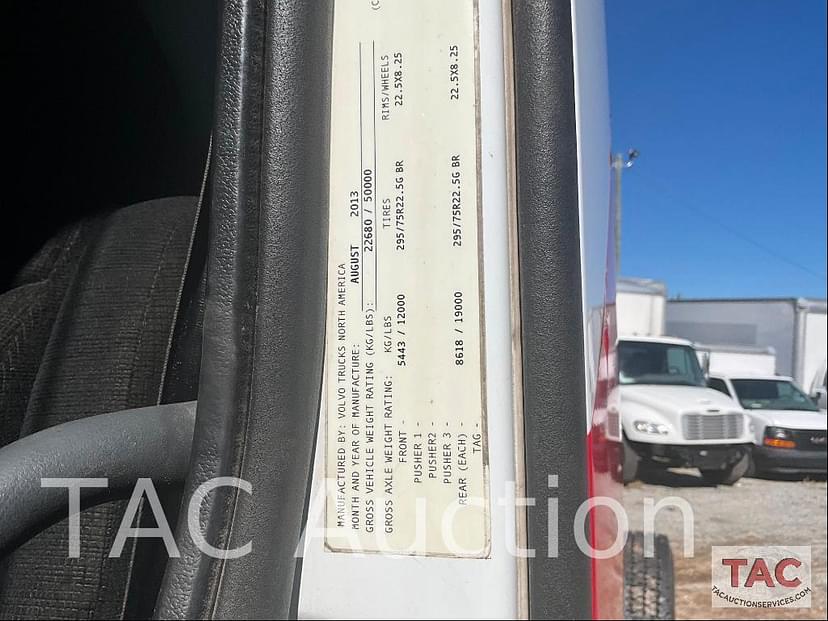 MANUFACTURED BY: VOLVO TRUCKS NORTH AMERICA
MONTH AND YEAR OF MANUFACTURE: AUGUST 2013
GROSS VEHICLE WEIGHT RATING (KG/LBS): 22680 / 50000
GROSS AXLE WEIGHT RATING: KG/LBS TIRES RIMS/WHEELS
FRONT - 5443 / 12000 295/75R22.5G BR 22.5X8.25
PUSHER 1 -
PUSHER2 -
PUSHER 3 -
REAR (EACH) - 8618 / 19000 295/75R22.5G BR 22.5X8.25
TAG -
TAC Auction
TAC
TACAUCTIONSERVICES.COM